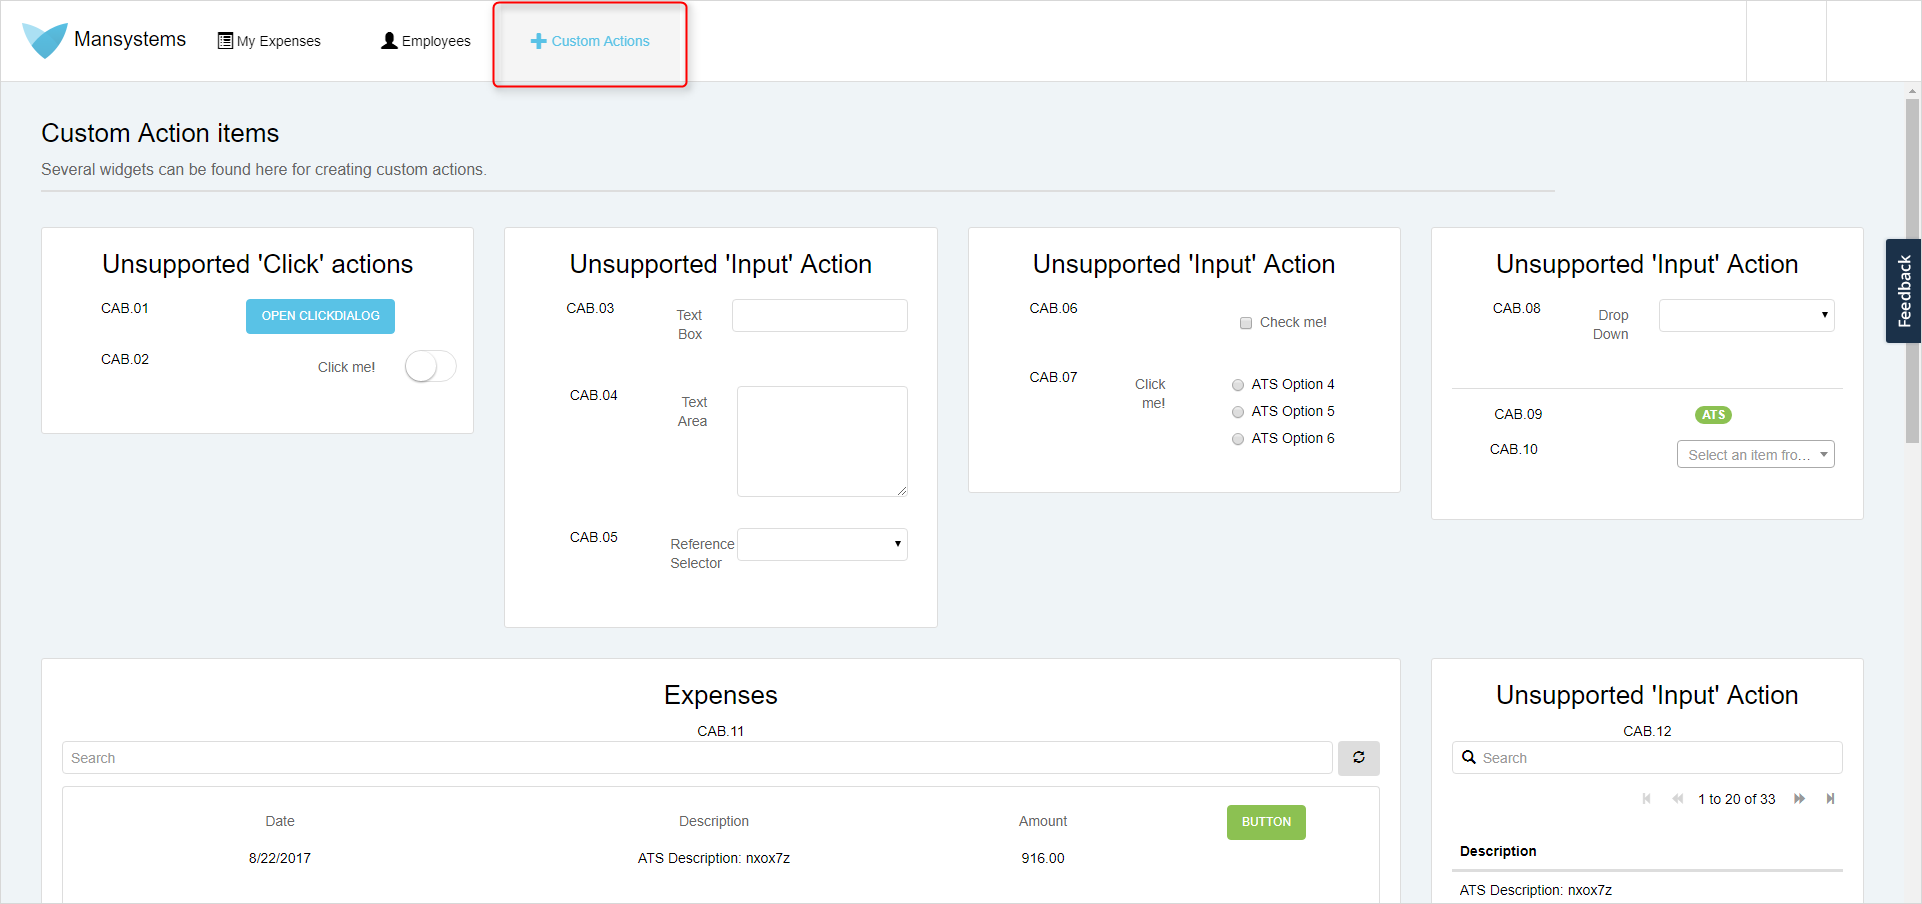 Mansystems
My Expenses
Employees
Custom Actions
Custom Action items
Several widgets can be found here for creating custom actions.
Unsupported 'Click' actions
CAB.01
OPEN CLICKDIALOG
CAB.02
Click me!
Unsupported 'Input' Action
CAB.03
Text
Box
CAB.04
Text
Area
CAB.05
Reference
Selector
Unsupported 'Input' Action
CAB.06
Check me!
CAB.07
Click
me!
ATS Option 4
ATS Option 5
ATS Option 6
Unsupported 'Input' Action
CAB.08
Drop
Down
CAB.09
ATS
CAB.10
Select an item fro...
Feedback
Expenses
CAB.11
Search
Date
Description
Amount
BUTTON
8/22/2017
ATS Description: nxox7z
916.00
Unsupported 'Input' Action
CAB.12
Search
1 to 20 of 33
Description
ATS Description: nxox7z